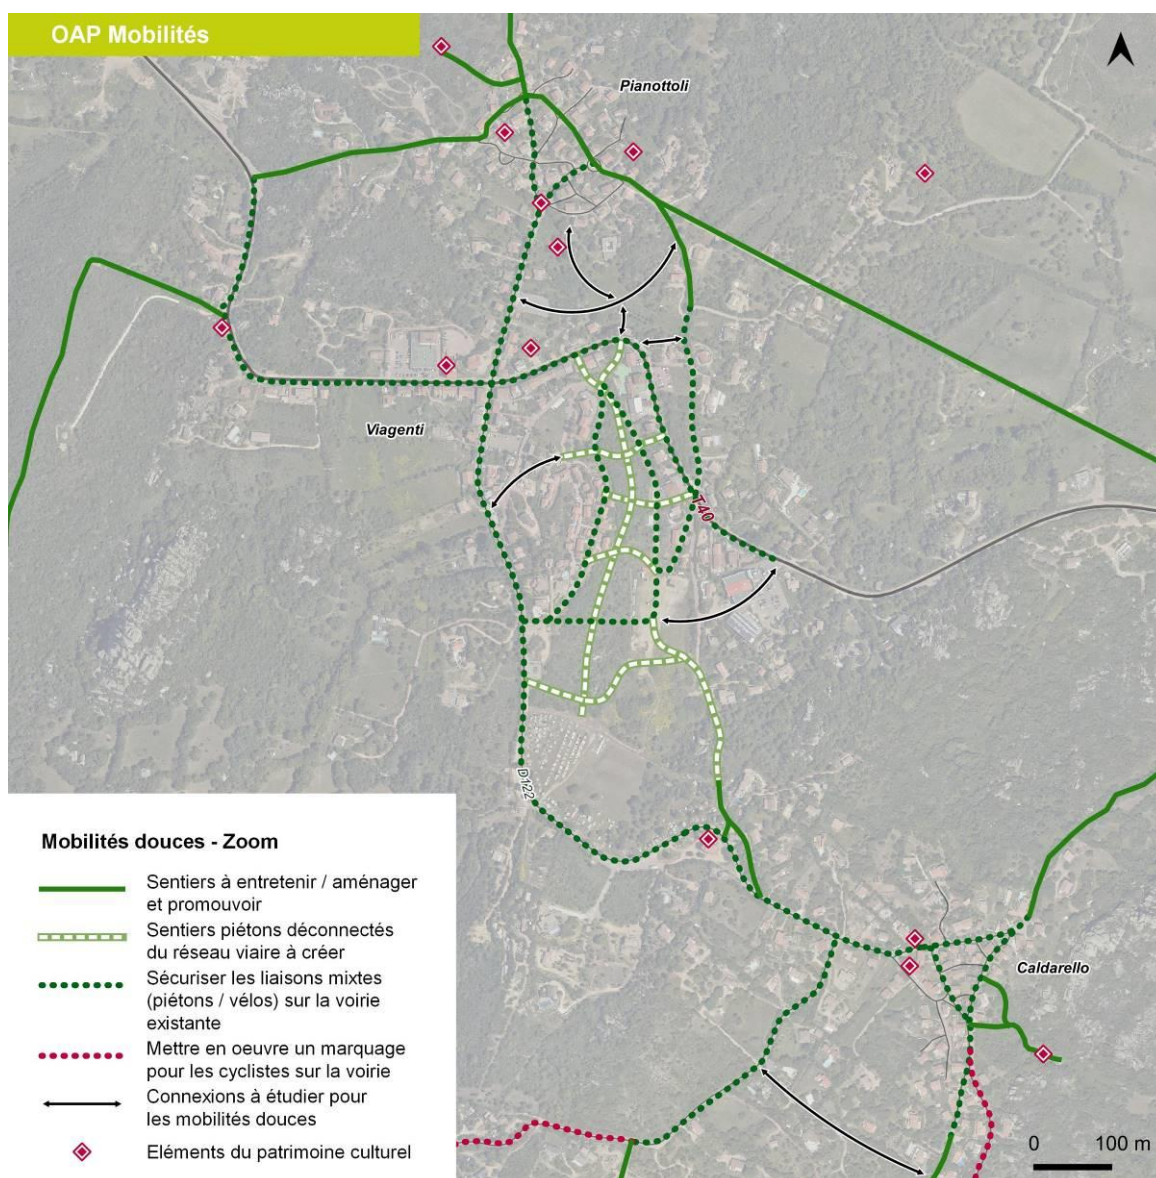 OAP Mobilités
Pianottoli
Viagenti
T40
D122
Caldarello
Mobilités douces - Zoom
Sentiers à entretenir / aménager
et promouvoir
Sentiers piétons déconnectés
du réseau viaire à créer
Sécuriser les liaisons mixtes
(piétons / vélos) sur la voirie
existante
Mettre en oeuvre un marquage
pour les cyclistes sur la voirie
Connexions à étudier pour
les mobilités douces
Eléments du patrimoine culturel
0 100 m